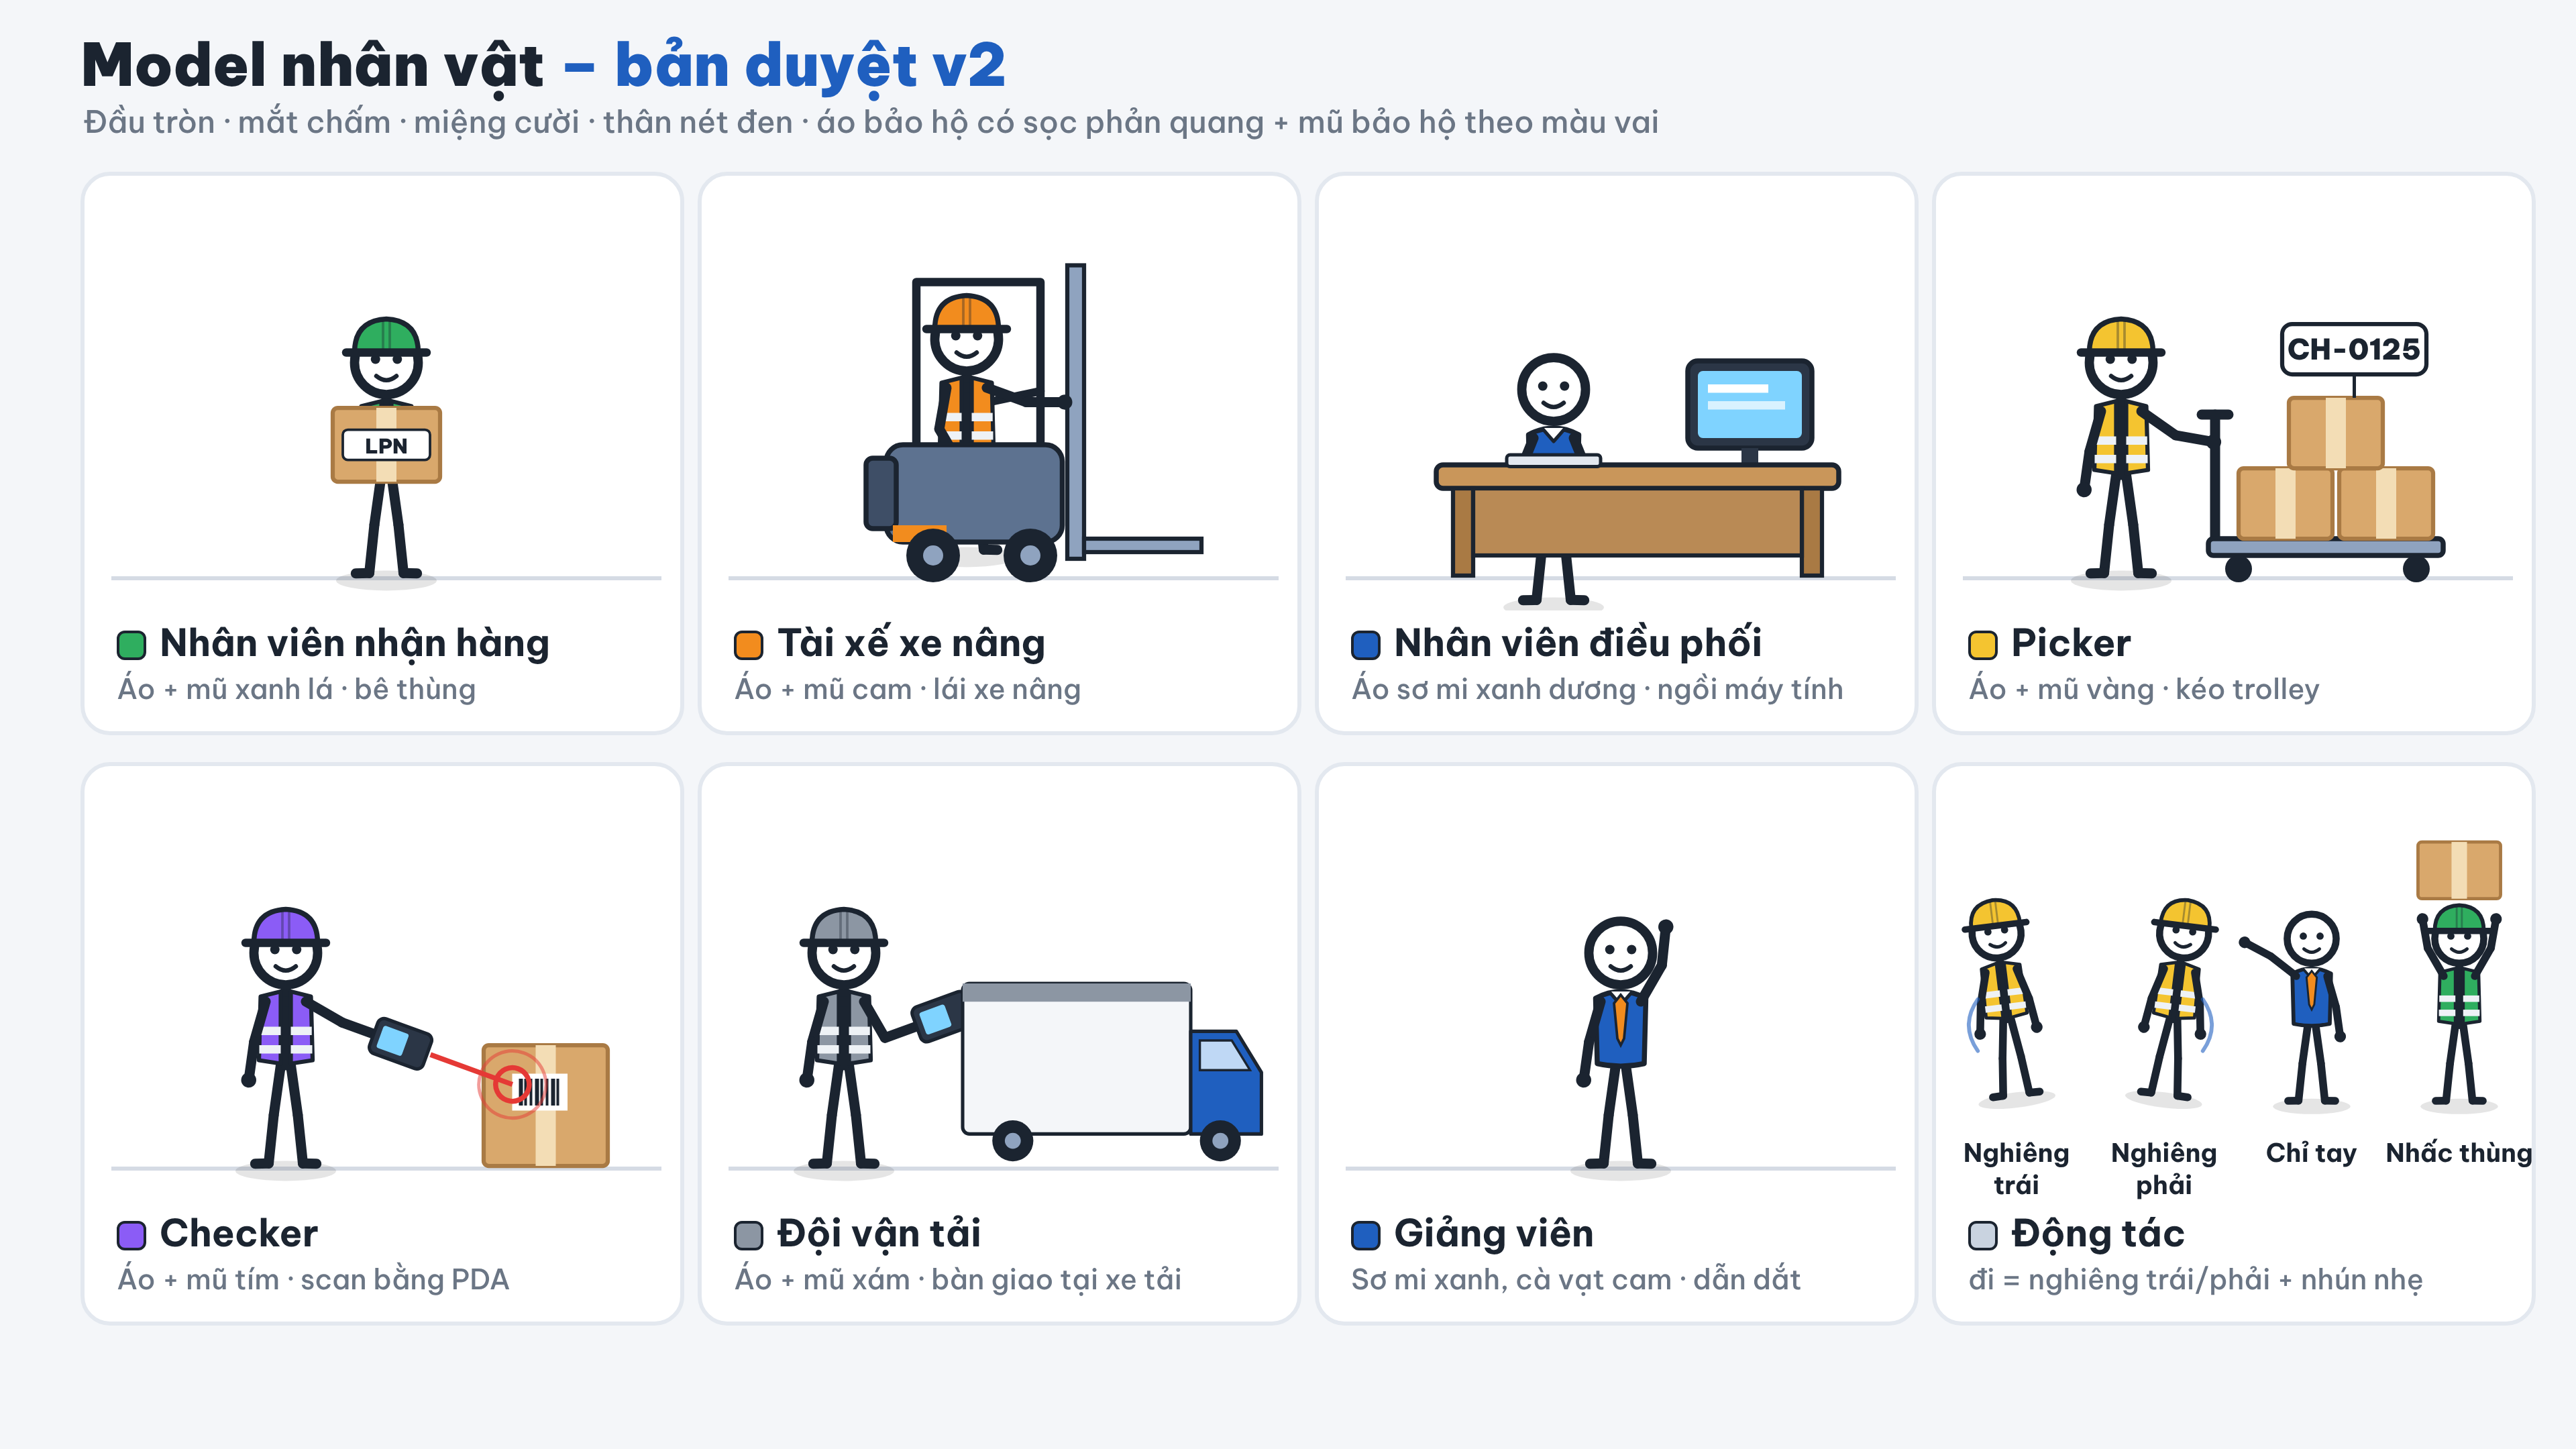 Model nhân vật – bản duyệt v2
Đầu tròn · mắt chấm · miệng cười · thân nét đen · áo bảo hộ có sọc phản quang + mũ bảo hộ theo màu vai
LPN
Nhân viên nhận hàng
Áo + mũ xanh lá · bê thùng
Tài xế xe nâng
Áo + mũ cam · lái xe nâng
Nhân viên điều phối
Áo sơ mi xanh dương · ngồi máy tính
CH-0125
Picker
Áo + mũ vàng · kéo trolley
Checker
Áo + mũ tím · scan bằng PDA
Đội vận tải
Áo + mũ xám · bàn giao tại xe tải
Giảng viên
Sơ mi xanh, cà vạt cam · dẫn dắt
Nghiêng
trái
Nghiêng
phải
Chỉ tay
Nhấc thùng
Động tác
đi = nghiêng trái/phải + nhún nhẹ